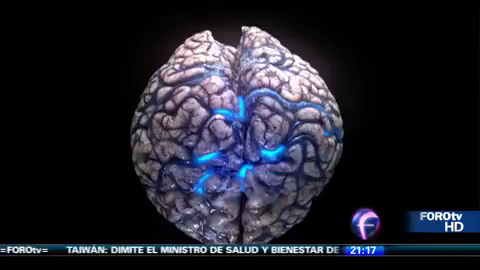 FOROtv
HD
=FOROtv=
TAIWÁN: DIMITE EL MINISTRO DE SALUD Y BIENESTAR DE
21:17